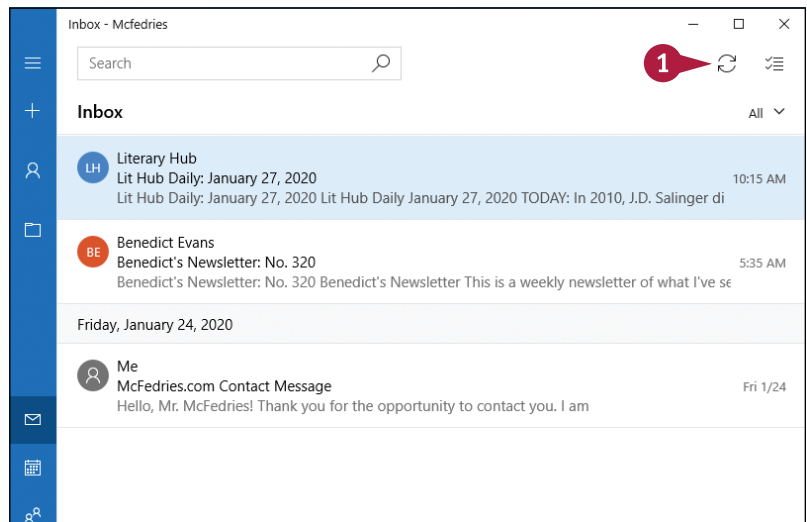 Inbox - Mcfedries
Search
1
Inbox
All
LH
Literary Hub
Lit Hub Daily: January 27, 2020
10:15 AM
Lit Hub Daily: January 27, 2020 Lit Hub Daily January 27, 2020 TODAY: In 2010, J.D. Salinger di
BE
Benedict Evans
Benedict's Newsletter: No. 320
5:35 AM
Benedict's Newsletter: No. 320 Benedict's Newsletter This is a weekly newsletter of what I've se
Friday, January 24, 2020
Me
McFedries.com Contact Message
Fri 1/24
Hello, Mr. McFedries! Thank you for the opportunity to contact you. I am